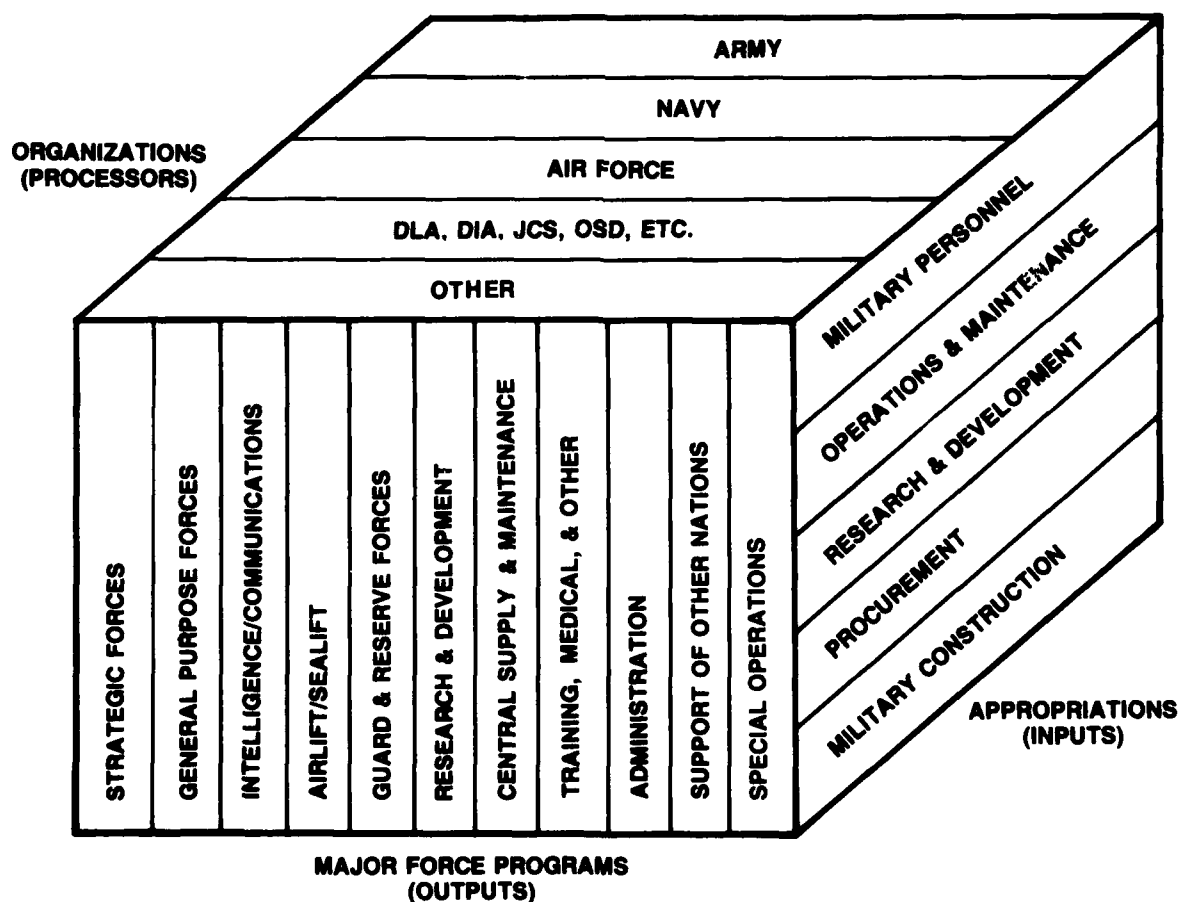 ARMY
NAVY
AIR FORCE
DLA, DIA, JCS, OSD, ETC.
OTHER
ORGANIZATIONS
(PROCESSORS)
MILITARY PERSONNEL
OPERATIONS & MAINTENANCE
RESEARCH & DEVELOPMENT
PROCUREMENT
MILITARY CONSTRUCTION
APPROPRIATIONS
(INPUTS)
STRATEGIC FORCES
GENERAL PURPOSE FORCES
INTELLIGENCE/COMMUNICATIONS
AIRLIFT/SEALIFT
GUARD & RESERVE FORCES
RESEARCH & DEVELOPMENT
CENTRAL SUPPLY & MAINTENANCE
TRAINING, MEDICAL, & OTHER
ADMINISTRATION
SUPPORT OF OTHER NATIONS
SPECIAL OPERATIONS
MAJOR FORCE PROGRAMS
(OUTPUTS)